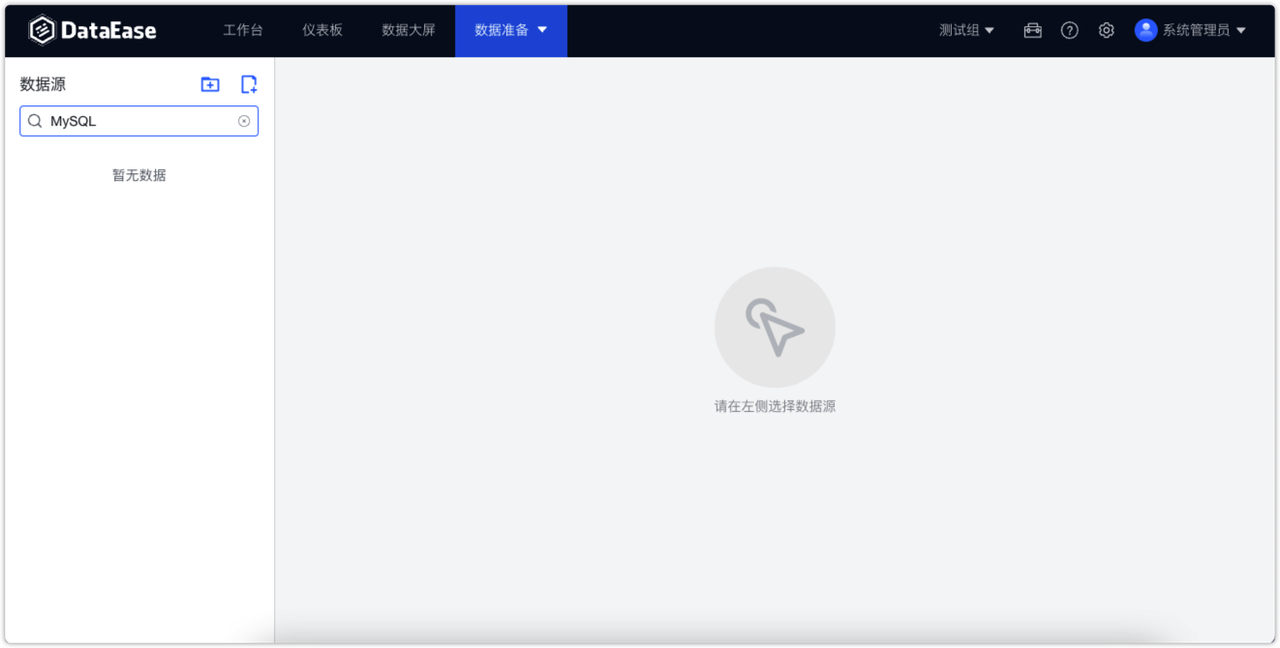 DataEase 工作台 仪表板 数据大屏 数据准备 测试组 系统管理员
数据源
MySQL
暂无数据
请在左侧选择数据源